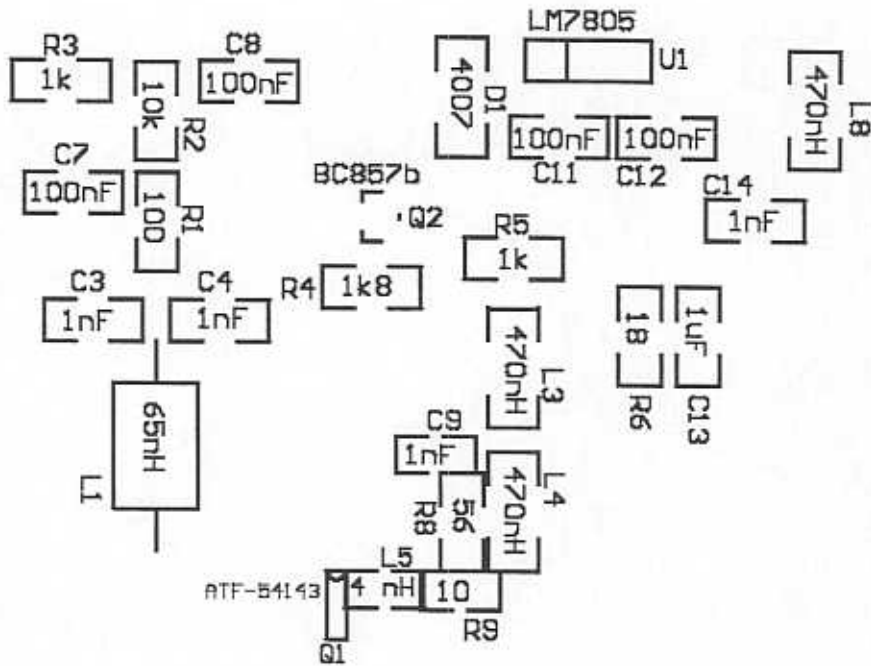 LM7805
R3
C8
1k
100nF
10k
R2
4007
D1
U1
470nH
L8
100nF
100nF
C7
C11
C12
100nF
BC857b
C14
100
R1
Q2
R5
1nF
1k
C3
C4
R4
1k8
1nF
1nF
18
R6
1uF
C13
470nH
L3
65nH
L1
C9
1nF
470nH
L4
56
R8
L5
ATF-54143
4 nH
10
R9
Q1